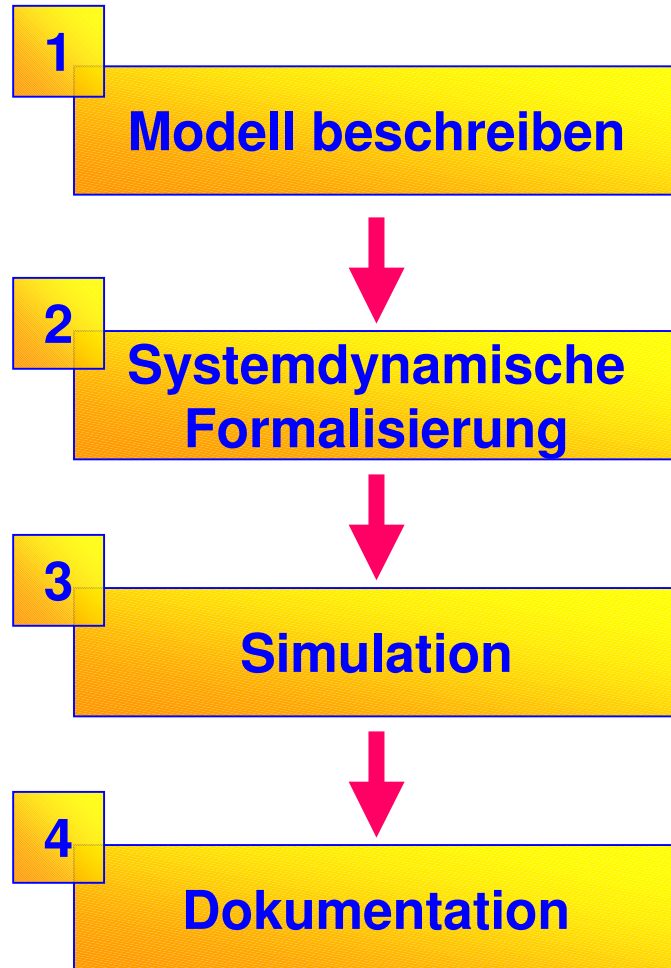 1
Modell beschreiben
2
Systemdynamische
Formalisierung
3
Simulation
4
Dokumentation